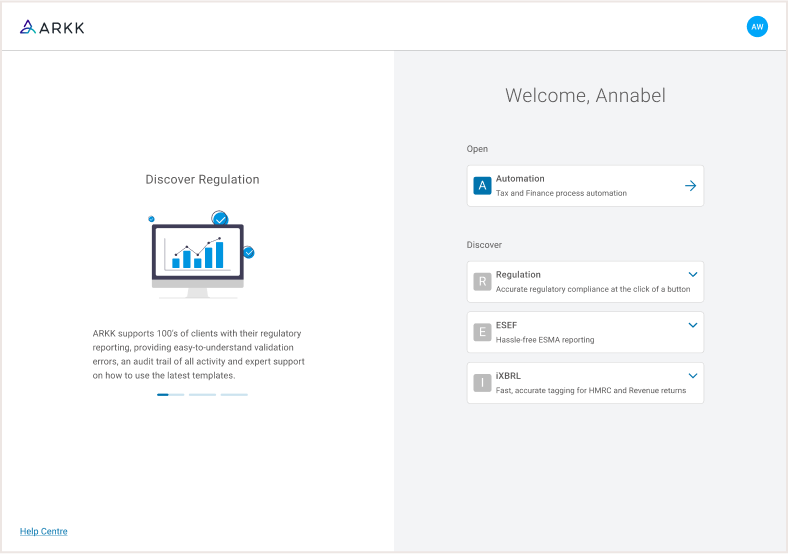 ARKK
AW
Discover Regulation
ARKK supports 100's of clients with their regulatory
reporting, providing easy-to-understand validation
errors, an audit trail of all activity and expert support
on how to use the latest templates.
Help Centre
Welcome, Annabel
Open
A
Automation
Tax and Finance process automation
Discover
R
Regulation
Accurate regulatory compliance at the click of a button
E
ESEF
Hassle-free ESMA reporting
I
iXBRL
Fast, accurate tagging for HMRC and Revenue returns